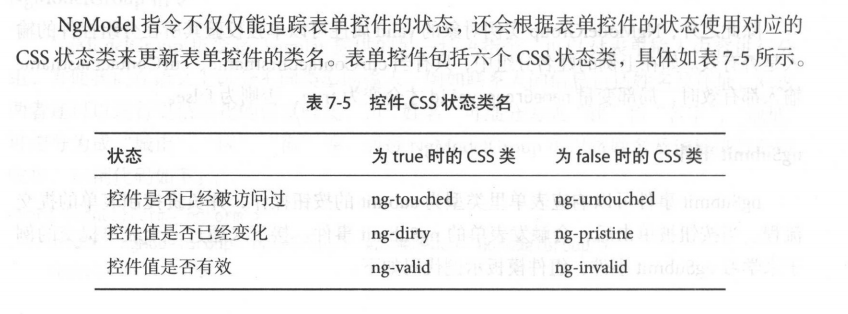 NgModel 指令不仅仅能追踪表单控件的状态，还会根据表单控件的状态使用对应的
CSS 状态类来更新表单控件的类名。表单控件包括六个 CSS 状态类，具体如表 7-5 所示。
表 7-5 控件 CSS 状态类名
状态 为 true 时的 CSS 类 为 false 时的 CSS 类
控件是否已经被访问过 ng-touched ng-untouched
控件值是否已经变化 ng-dirty ng-pristine
控件值是否有效 ng-valid ng-invalid